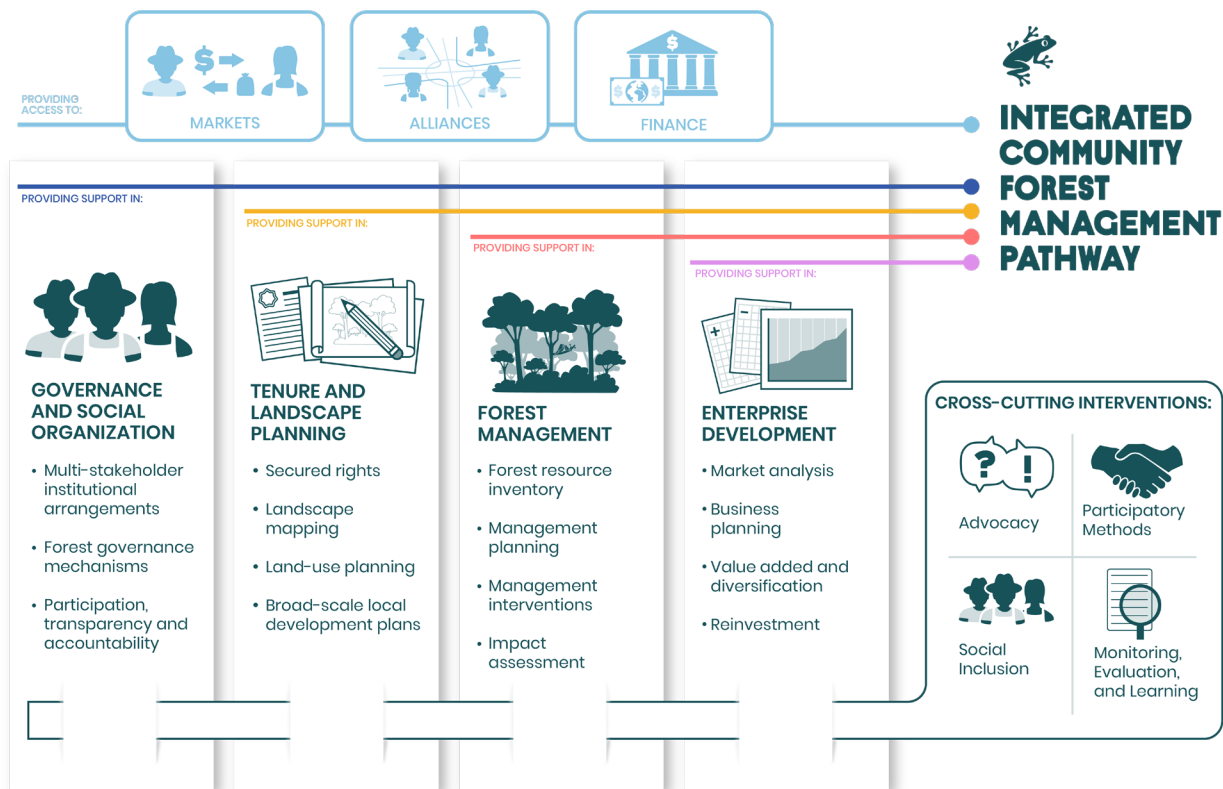 PROVIDING
ACCESS TO:
MARKETS
ALLIANCES
FINANCE
INTEGRATED
COMMUNITY
FOREST
MANAGEMENT
PATHWAY
PROVIDING SUPPORT IN:
PROVIDING SUPPORT IN:
PROVIDING SUPPORT IN:
PROVIDING SUPPORT IN:
GOVERNANCE
AND SOCIAL
ORGANIZATION
• Multi-stakeholder
institutional
arrangements
• Forest governance
mechanisms
• Participation,
transparency and
accountability
TENURE AND
LANDSCAPE
PLANNING
• Secured rights
• Landscape
mapping
• Land-use planning
• Broad-scale local
development plans
FOREST
MANAGEMENT
• Forest resource
inventory
• Management
planning
• Management
interventions
• Impact
assessment
ENTERPRISE
DEVELOPMENT
• Market analysis
• Business
planning
• Value added and
diversification
• Reinvestment
CROSS-CUTTING INTERVENTIONS:
Advocacy
Participatory
Methods
Social
Inclusion
Monitoring,
Evaluation,
and Learning